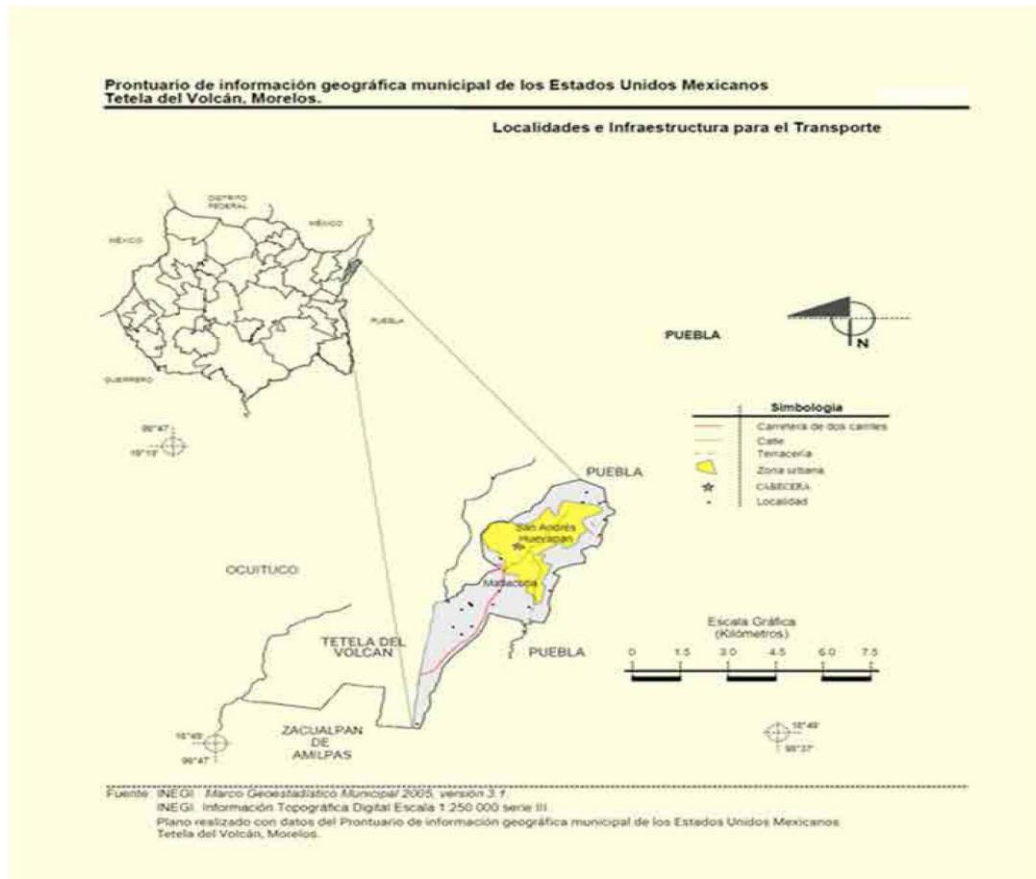 Prontuario de información geográfica municipal de los Estados Unidos Mexicanos
Tetela del Volcán, Morelos.
Localidades e Infraestructura para el Transporte
DISTRITO
FEDERAL
MÉXICO
MÉXICO
PUEBLA
GUERRERO
PUEBLA
N
Simbología
Carretera de dos carriles
Calle
Terracería
Zona urbana
CABECERA
Localidad
19°13'
PUEBLA
San Andrés
Hueyapan
OCUITUCO
TETELA DEL
VOLCÁN
PUEBLA
Escala Gráfica
(Kilómetros)
0 1.5 3.0 4.5 6.0 7.5
ZACUALPAN
DE
AMILPAS
98°37'
Fuente: INEGI. Marco Geoestadístico Municipal 2005, versión 3.1.
INEGI. Información Topográfica Digital Escala 1:250 000 serie III.
Plano realizado con datos del Prontuario de información geográfica municipal de los Estados Unidos Mexicanos
Tetela del Volcán, Morelos.